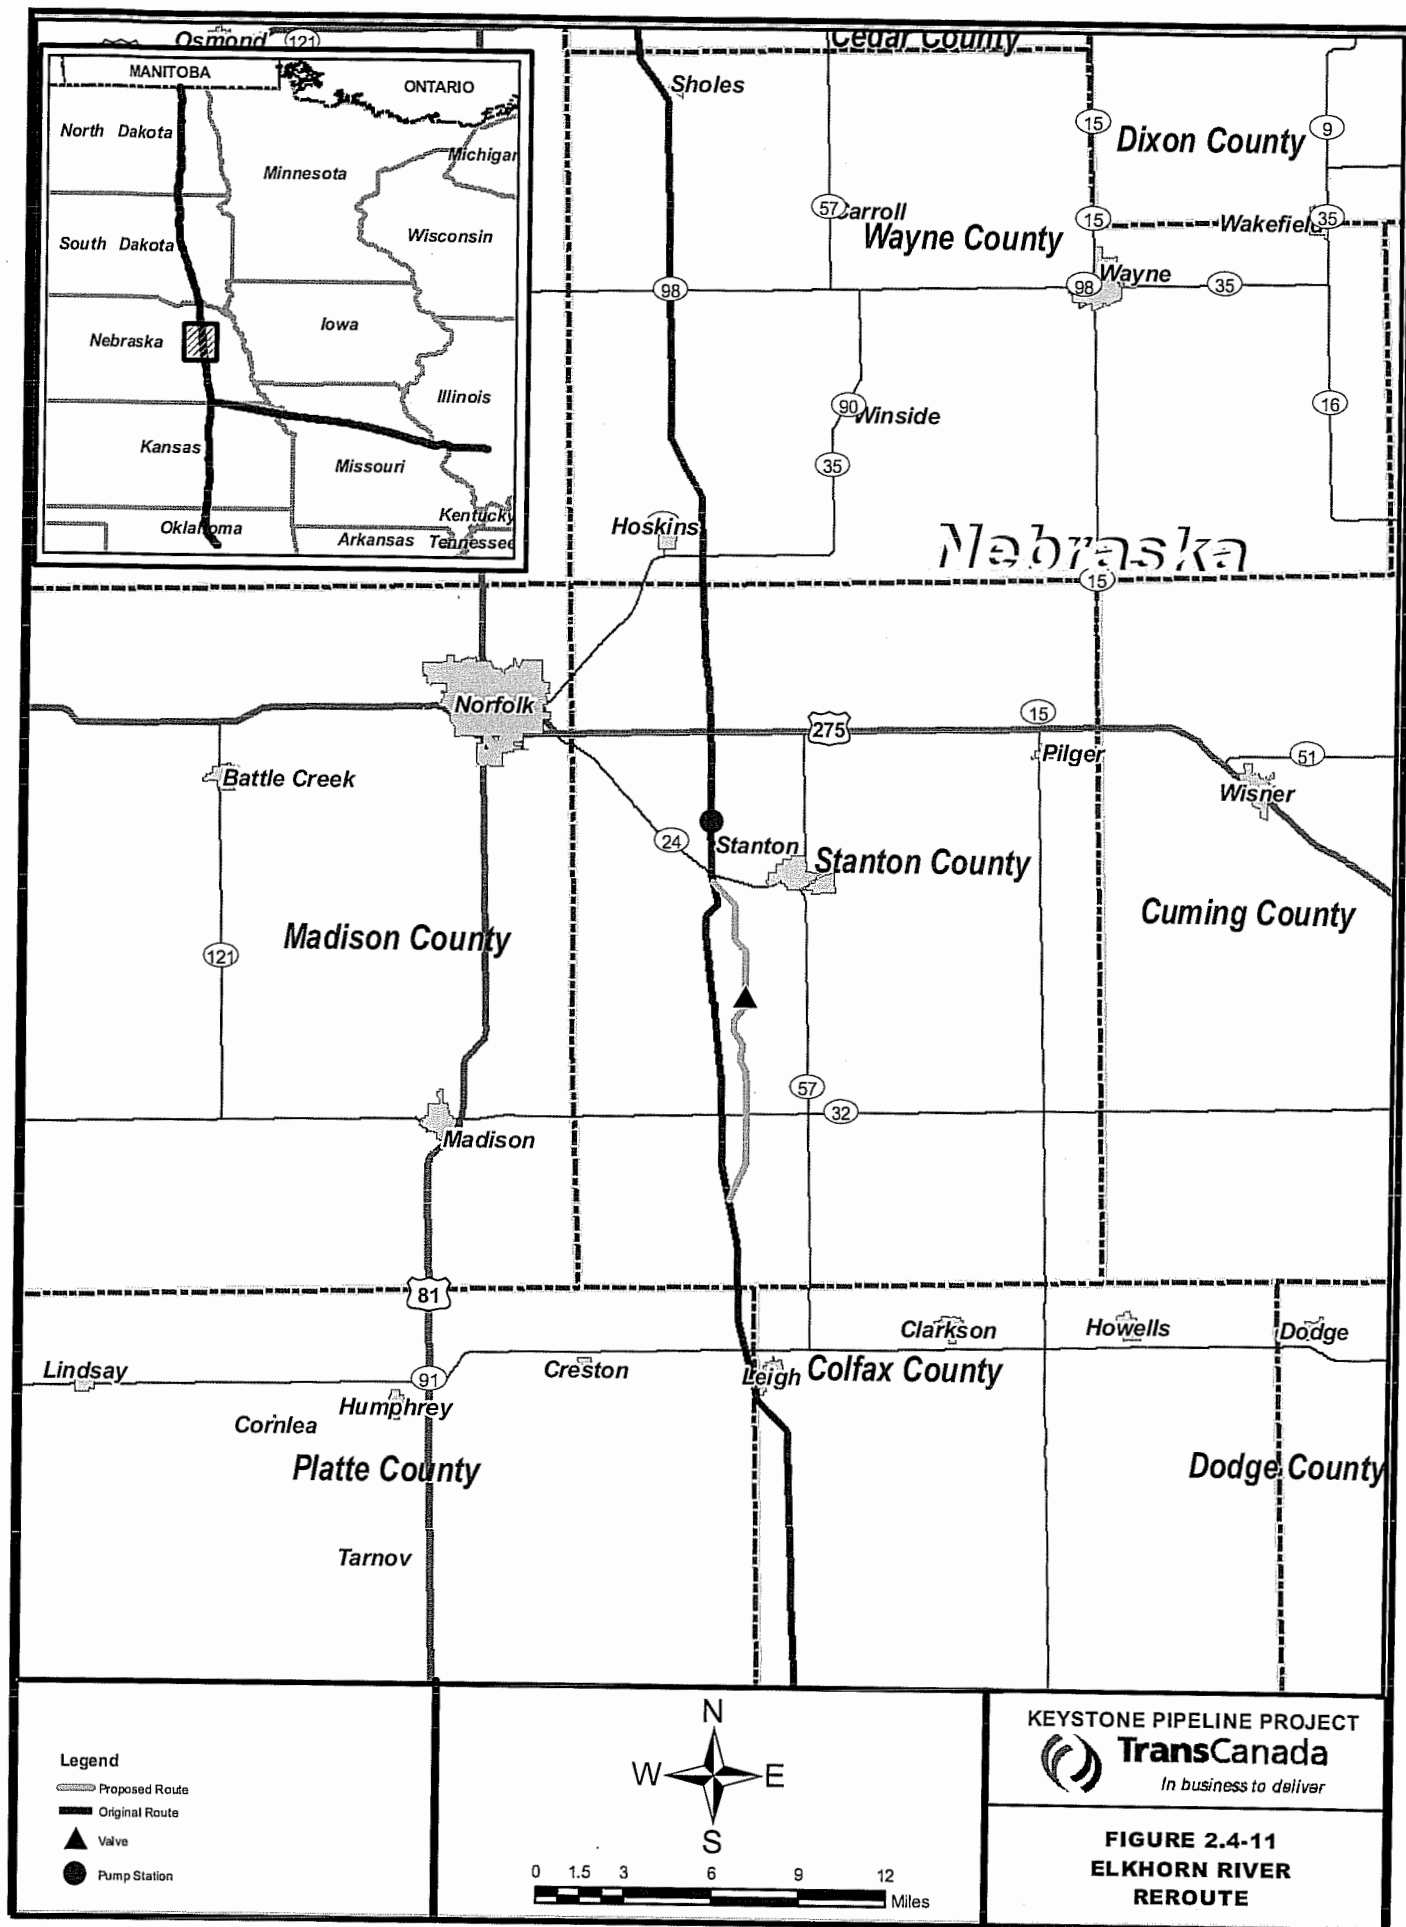 Osmond
121
Cedar County
MANITOBA
ONTARIO
North Dakota
Minnesota
Michigan
South Dakota
Wisconsin
Nebraska
Iowa
Illinois
Kansas
Missouri
Kentucky
Oklahoma
Arkansas
Tennessee
Sholes
15
Dixon County
9
57
Carroll
Wayne County
15
Wakefield
35
98
98
Wayne
35
90
Winside
16
35
Hoskins
Nebraska
15
Norfolk
275
15
Pilger
51
Battle Creek
Wisner
24
Stanton
Stanton County
Madison County
Cuming County
121
57
32
Madison
81
Lindsay
91
Creston
Leigh
Colfax County
Clarkson
Howells
Dodge
Cornlea
Humphrey
Platte County
Dodge County
Tarnov
Legend
Proposed Route
Original Route
Valve
Pump Station
N
W E
S
0 1.5 3 6 9 12
Miles
KEYSTONE PIPELINE PROJECT
TransCanada
In business to deliver
FIGURE 2.4-11
ELKHORN RIVER
REROUTE